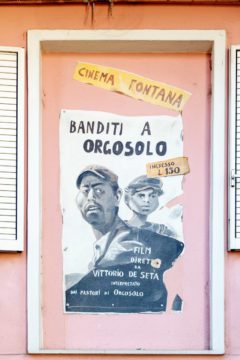 CINEMA FONTANA
BANDITI A
ORGOSOLO
INGRESSO
L. 150
FILM
DIRETTO
DA
VITTORIO DE SETA
INTERPRETATO
DAI PASTORI DI ORGOSOLO